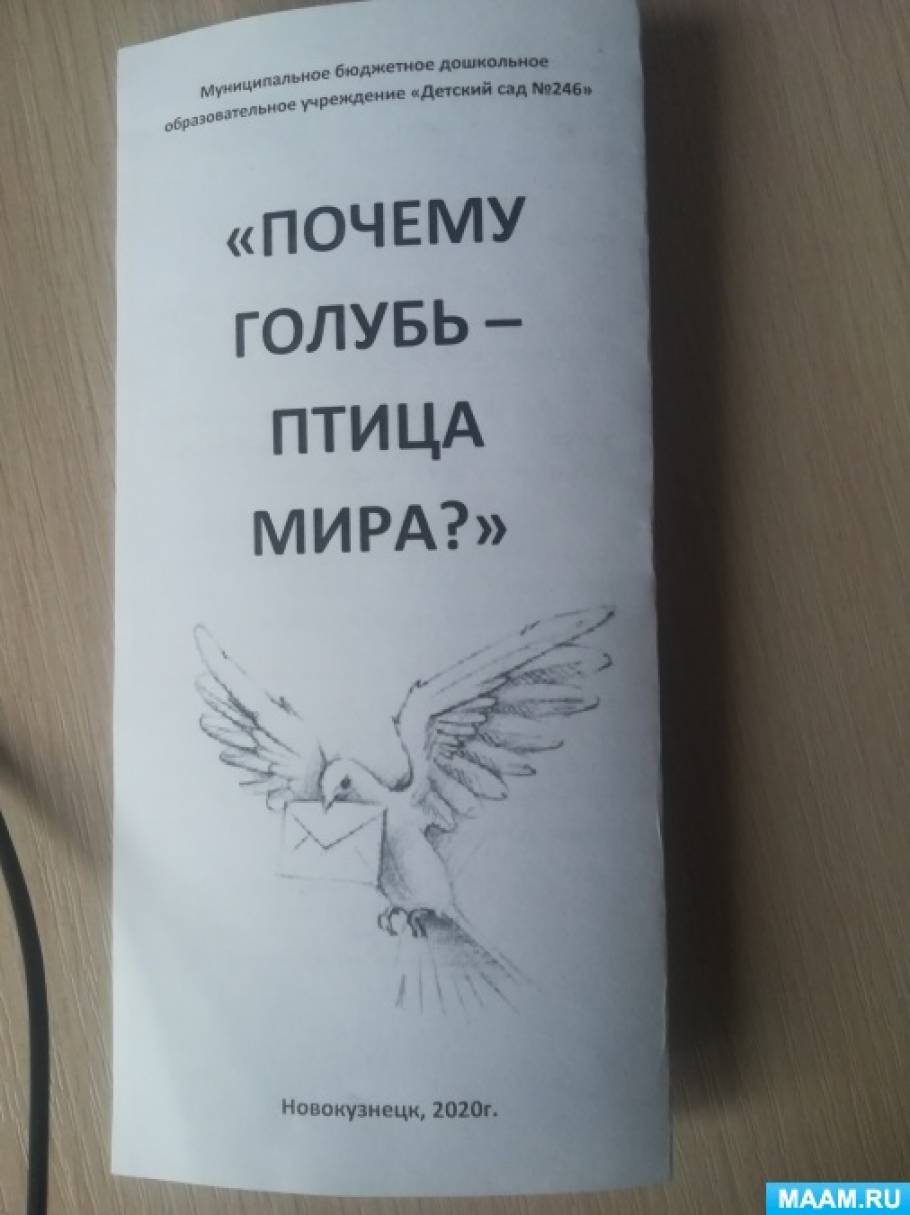 Муниципальное бюджетное дошкольное
образовательное учреждение «Детский сад №246»
«ПОЧЕМУ
ГОЛУБЬ –
ПТИЦА
МИРА?»
Новокузнецк, 2020г.
MAAM.RU